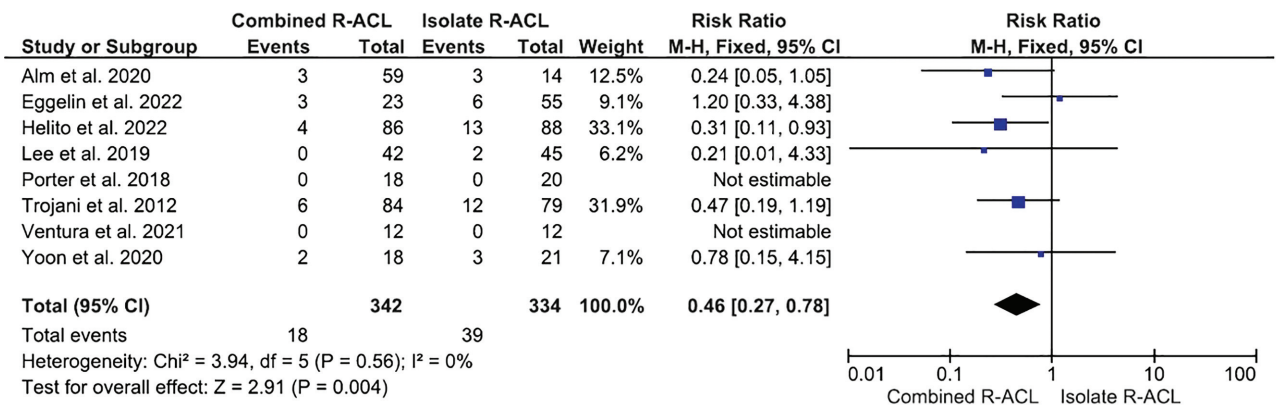 Combined R-ACL Isolate R-ACL Risk Ratio Risk Ratio
Study or Subgroup Events Total Events Total Weight M-H, Fixed, 95% CI M-H, Fixed, 95% CI
Alm et al. 2020 3 59 3 14 12.5% 0.24 [0.05, 1.05]
Eggelin et al. 2022 3 23 6 55 9.1% 1.20 [0.33, 4.38]
Helito et al. 2022 4 86 13 88 33.1% 0.31 [0.11, 0.93]
Lee et al. 2019 0 42 2 45 6.2% 0.21 [0.01, 4.33]
Porter et al. 2018 0 18 0 20 Not estimable
Trojani et al. 2012 6 84 12 79 31.9% 0.47 [0.19, 1.19]
Ventura et al. 2021 0 12 0 12 Not estimable
Yoon et al. 2020 2 18 3 21 7.1% 0.78 [0.15, 4.15]
Total (95% CI) 342 334 100.0% 0.46 [0.27, 0.78]
Total events 18 39
Heterogeneity: Chi² = 3.94, df = 5 (P = 0.56); I² = 0%
Test for overall effect: Z = 2.91 (P = 0.004)
0.01 0.1 1 10 100
Combined R-ACL Isolate R-ACL